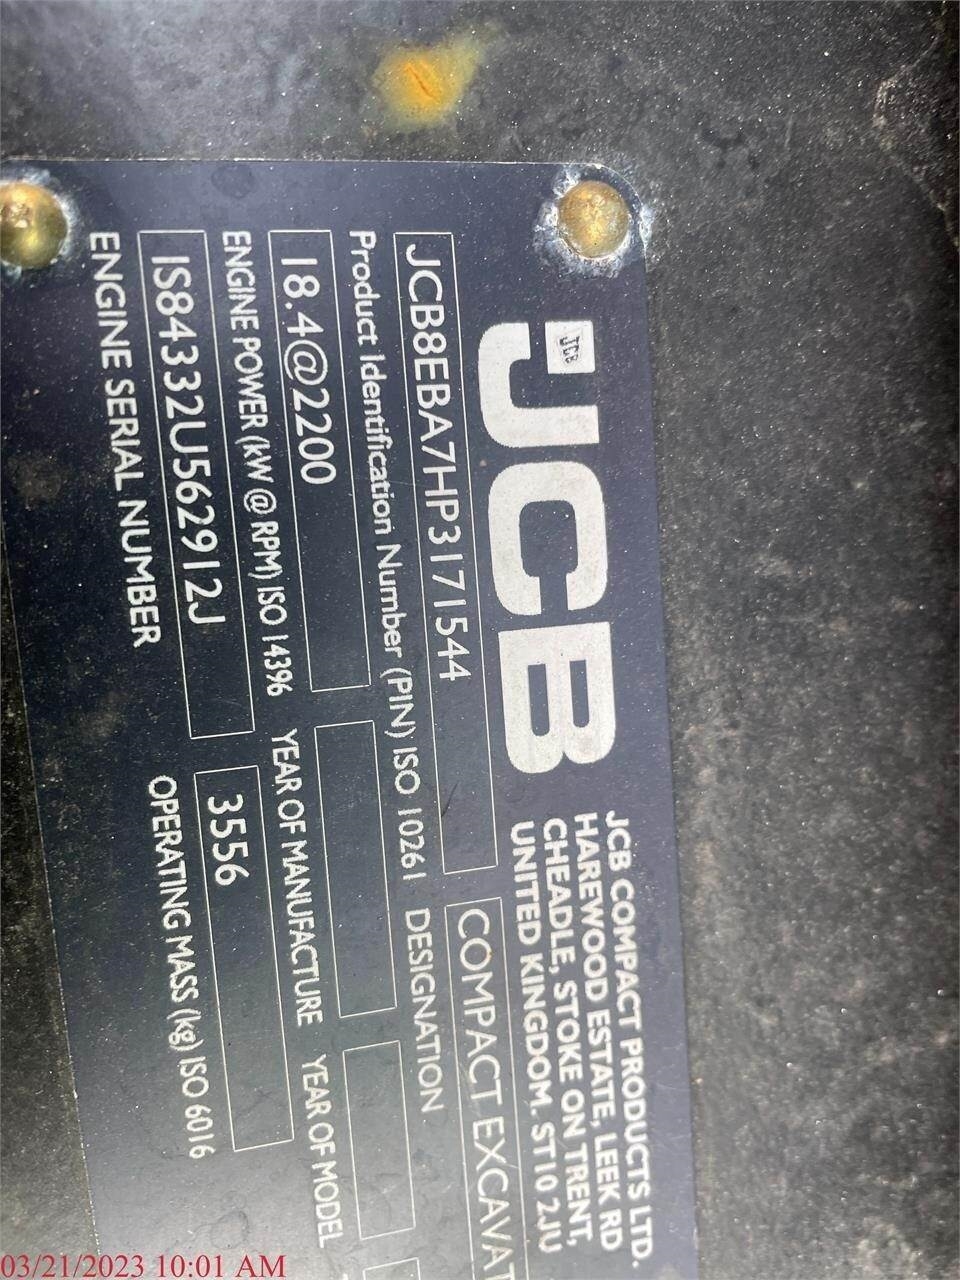 JCB
JCB
JCB COMPACT PRODUCTS LTD.
HAREWOOD ESTATE, LEEK RD
CHEADLE, STOKE ON TRENT,
UNITED KINGDOM. ST10 2JU
JCB8EBA7HP3171544
COMPACT EXCAVAT
Product Identification Number (PIN) ISO 10261
DESIGNATION
18.4@2200
ENGINE POWER (kW @ RPM) ISO 14396
YEAR OF MANUFACTURE
YEAR OF MODEL
IS84332U562912J
3556
ENGINE SERIAL NUMBER
OPERATING MASS (kg) ISO 6016
03/21/2023 10:01 AM